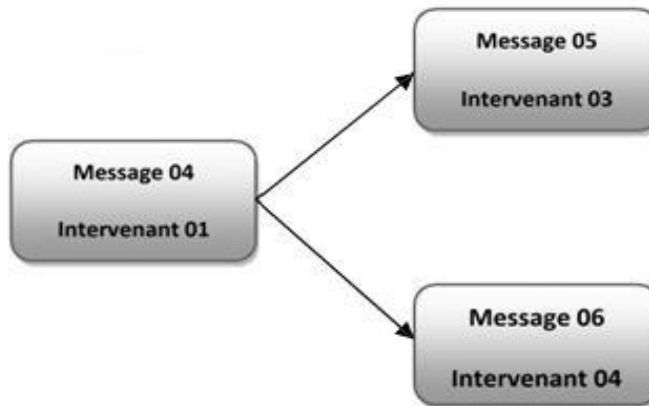 Message 05
Intervenant 03
Message 04
Intervenant 01
Message 06
Intervenant 04